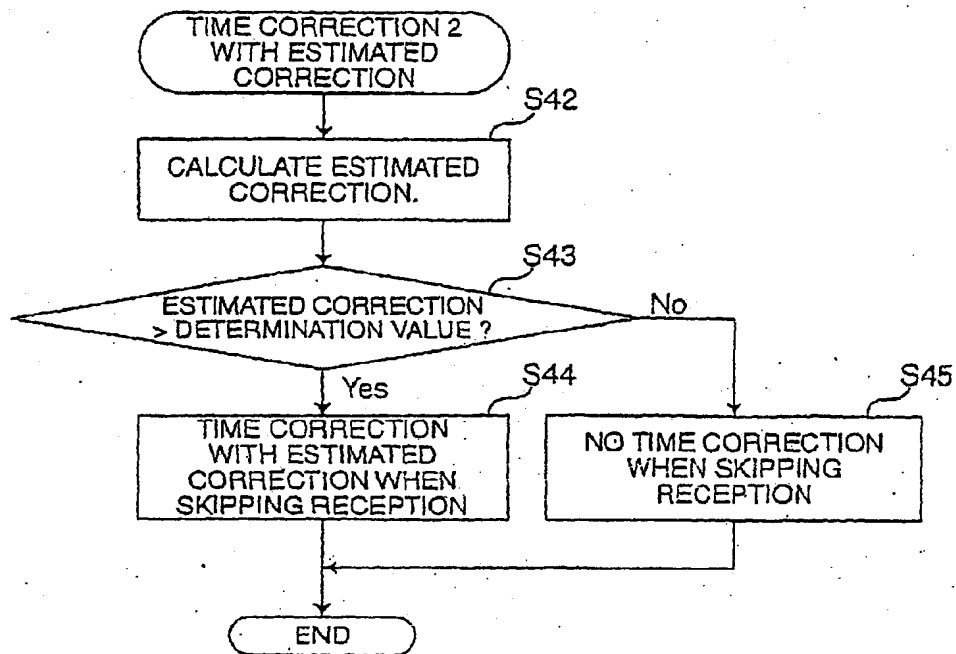 TIME CORRECTION 2
WITH ESTIMATED
CORRECTION
S42
CALCULATE ESTIMATED
CORRECTION.
S43
ESTIMATED CORRECTION
> DETERMINATION VALUE ?
No
Yes
S44
TIME CORRECTION
WITH ESTIMATED
CORRECTION WHEN
SKIPPING RECEPTION
S45
NO TIME CORRECTION
WHEN SKIPPING
RECEPTION
END